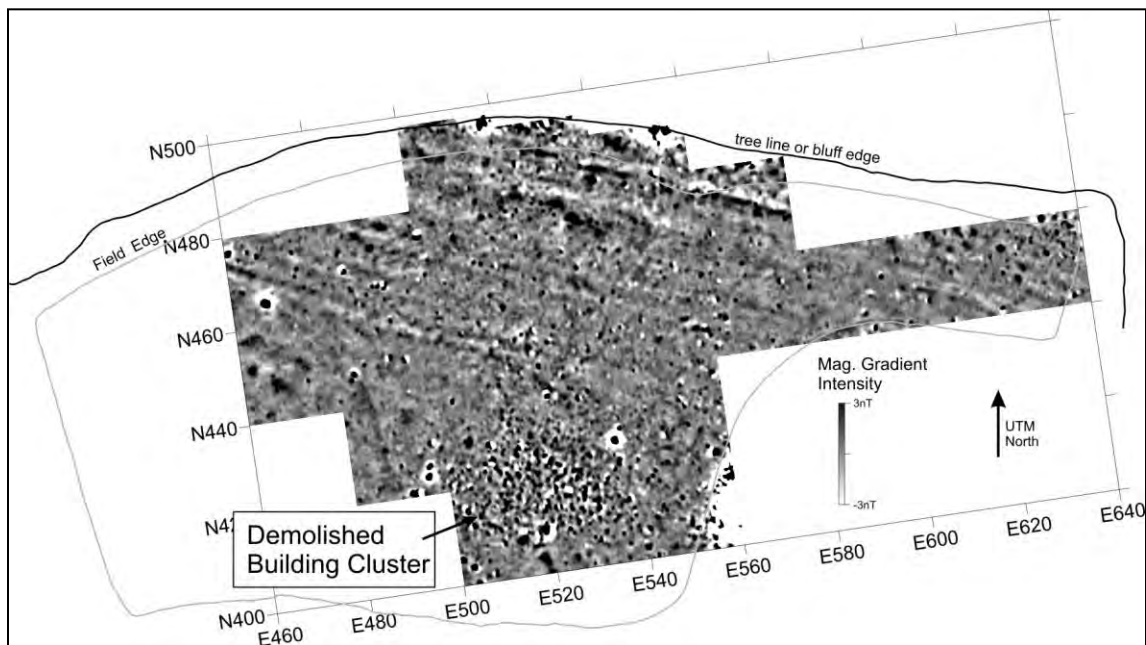 N500
tree line or bluff edge
Field Edge
N480
N460
Mag. Gradient
Intensity
3nT
-3nT
UTM
North
N440
Demolished
Building Cluster
N400
E460
E480
E500
E520
E540
E560
E580
E600
E620
E640